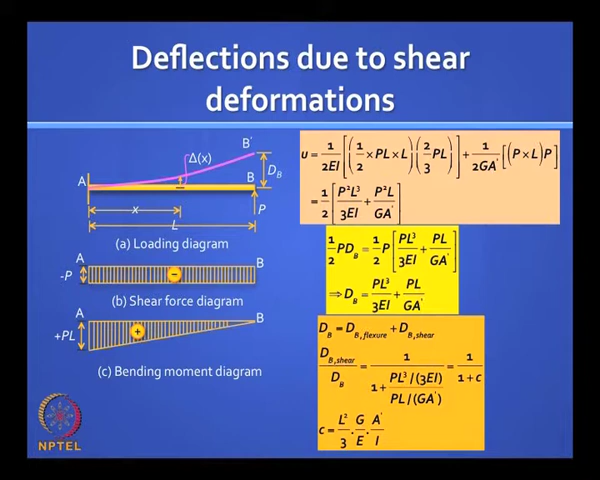 Deflections due to shear
deformations
B'
Δ(x)
A B D_B
x P
L
(a) Loading diagram
A B
-P −
(b) Shear force diagram
A B
+PL +
(c) Bending moment diagram
NPTEL
u = 1/2EI [(1/2 × PL × L)(2/3 PL)] + 1/2GA' [(P × L)P]
= 1/2 [P²L³/3EI + P²L/GA']
1/2 PD_B = 1/2 P [PL³/3EI + PL/GA']
⇒ D_B = PL³/3EI + PL/GA'
D_B = D_B,flexure + D_B,shear
D_B,shear/D_B = 1/(1 + (PL³/(3EI))/(PL/(GA'))) = 1/(1 + c)
c = L²/3 . G/E . A'/I